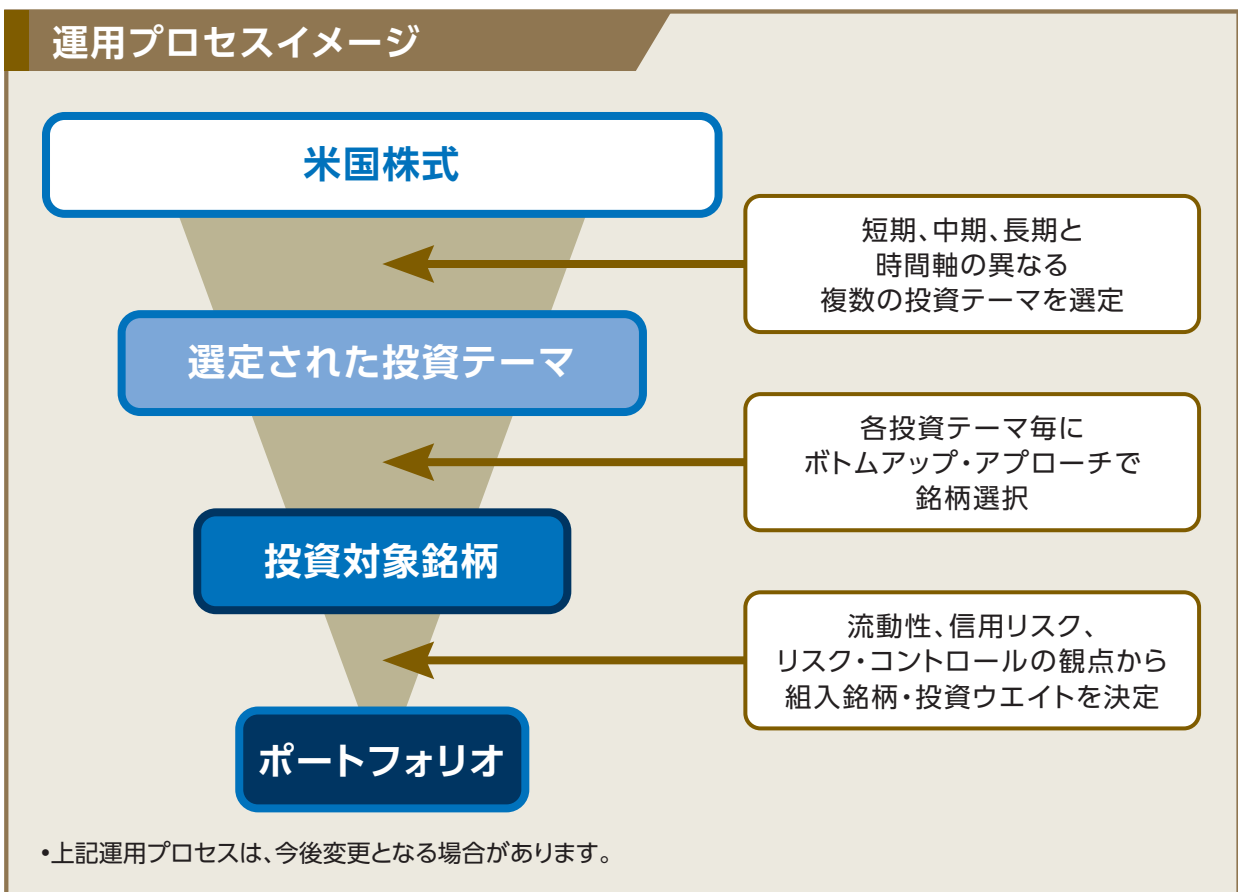 運用プロセスイメージ
米国株式
短期、中期、長期と
時間軸の異なる
複数の投資テーマを選定
選定された投資テーマ
各投資テーマ毎に
ボトムアップ・アプローチで
銘柄選択
投資対象銘柄
流動性、信用リスク、
リスク・コントロールの観点から
組入銘柄・投資ウエイトを決定
ポートフォリオ
•上記運用プロセスは、今後変更となる場合があります。